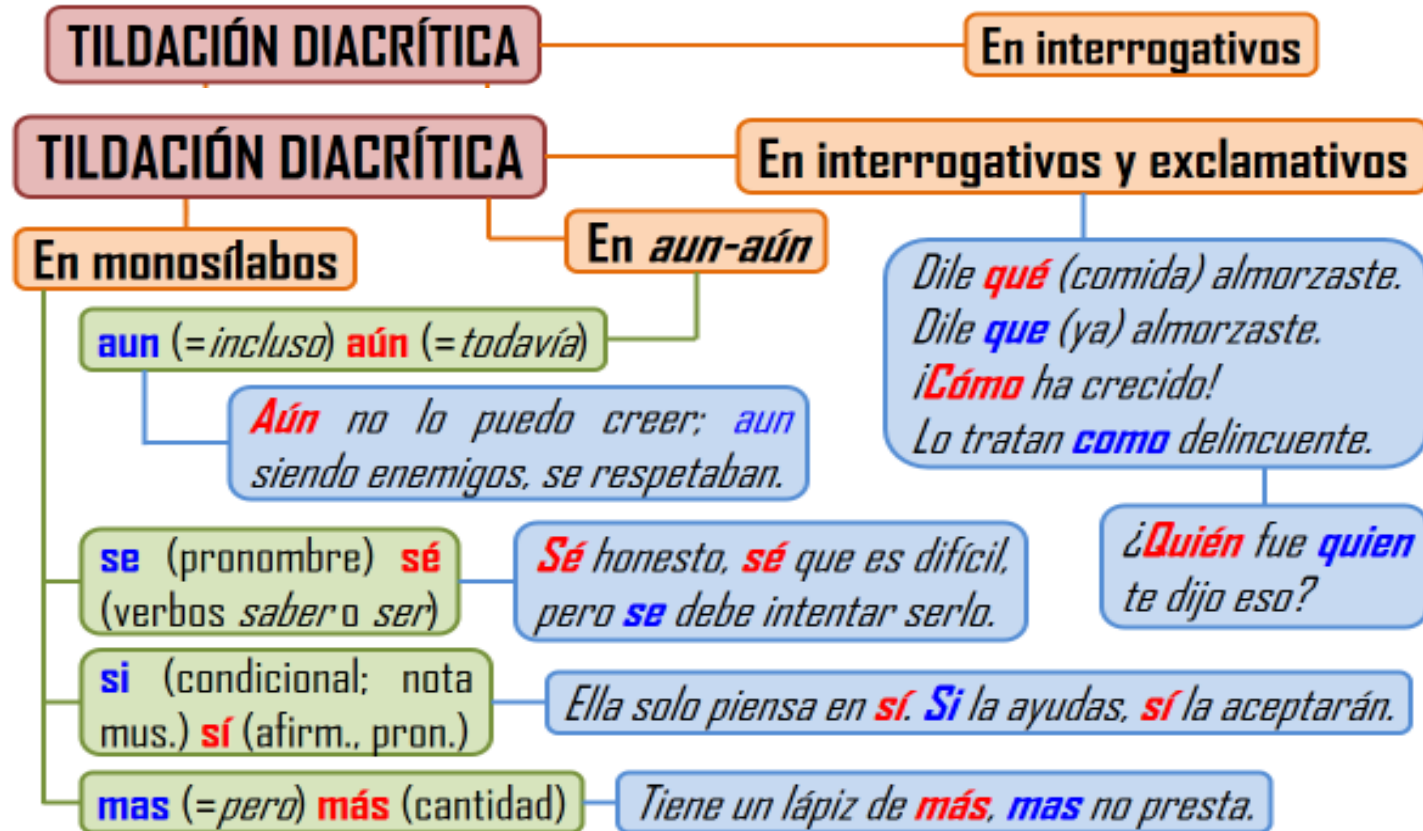 TILDACIÓN DIACRÍTICA
En interrogativos
TILDACIÓN DIACRÍTICA
En interrogativos y exclamativos
En monosílabos
En aun-aún
aun (=incluso) aún (=todavía)
Aún no lo puedo creer; aun
siendo enemigos, se respetaban.
Dile qué (comida) almorzaste.
Dile que (ya) almorzaste.
¡Cómo ha crecido!
Lo tratan como delincuente.
¿Quién fue quien
te dijo eso?
se (pronombre) sé
(verbos saber o ser)
Sé honesto, sé que es difícil,
pero se debe intentar serlo.
si (condicional; nota
mus.) sí (afirm., pron.)
Ella solo piensa en sí. Si la ayudas, sí la aceptarán.
mas (=pero) más (cantidad)
Tiene un lápiz de más, mas no presta.